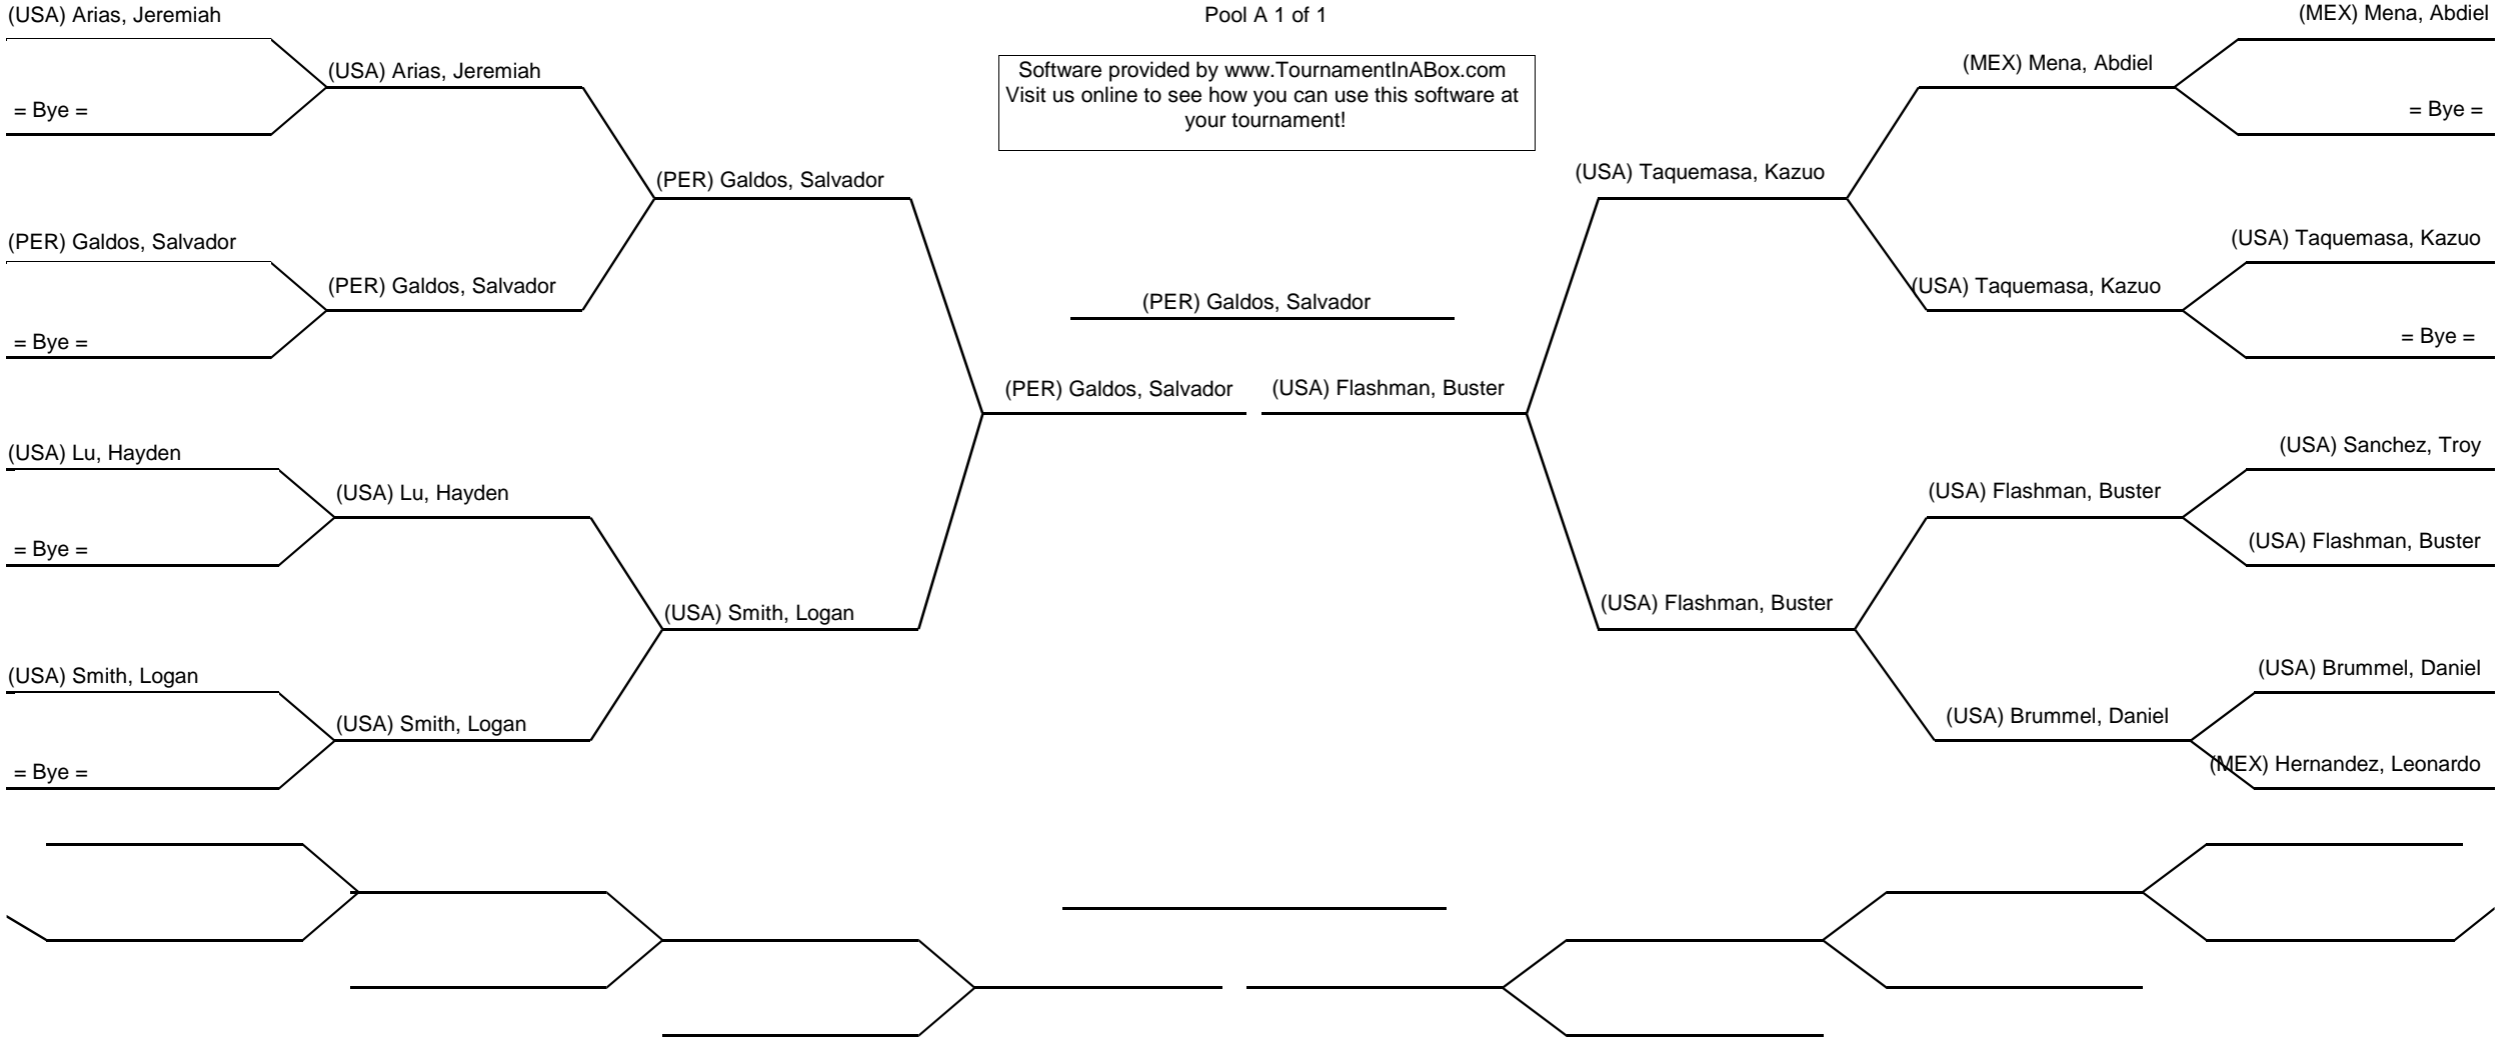 (USA) Arias, Jeremiah
Pool A 1 of 1
(MEX) Mena, Abdiel
(USA) Arias, Jeremiah
Software provided by www.TournamentInABox.com
Visit us online to see how you can use this software at
your tournament!
(MEX) Mena, Abdiel
= Bye =
= Bye =
(PER) Galdos, Salvador
(USA) Taquemasa, Kazuo
(PER) Galdos, Salvador
(USA) Taquemasa, Kazuo
(PER) Galdos, Salvador
(USA) Taquemasa, Kazuo
(PER) Galdos, Salvador
= Bye =
= Bye =
(PER) Galdos, Salvador
(USA) Flashman, Buster
(USA) Lu, Hayden
(USA) Sanchez, Troy
(USA) Lu, Hayden
(USA) Flashman, Buster
= Bye =
(USA) Flashman, Buster
(USA) Smith, Logan
(USA) Flashman, Buster
(USA) Smith, Logan
(USA) Brummel, Daniel
(USA) Smith, Logan
(USA) Brummel, Daniel
= Bye =
(MEX) Hernandez, Leonardo